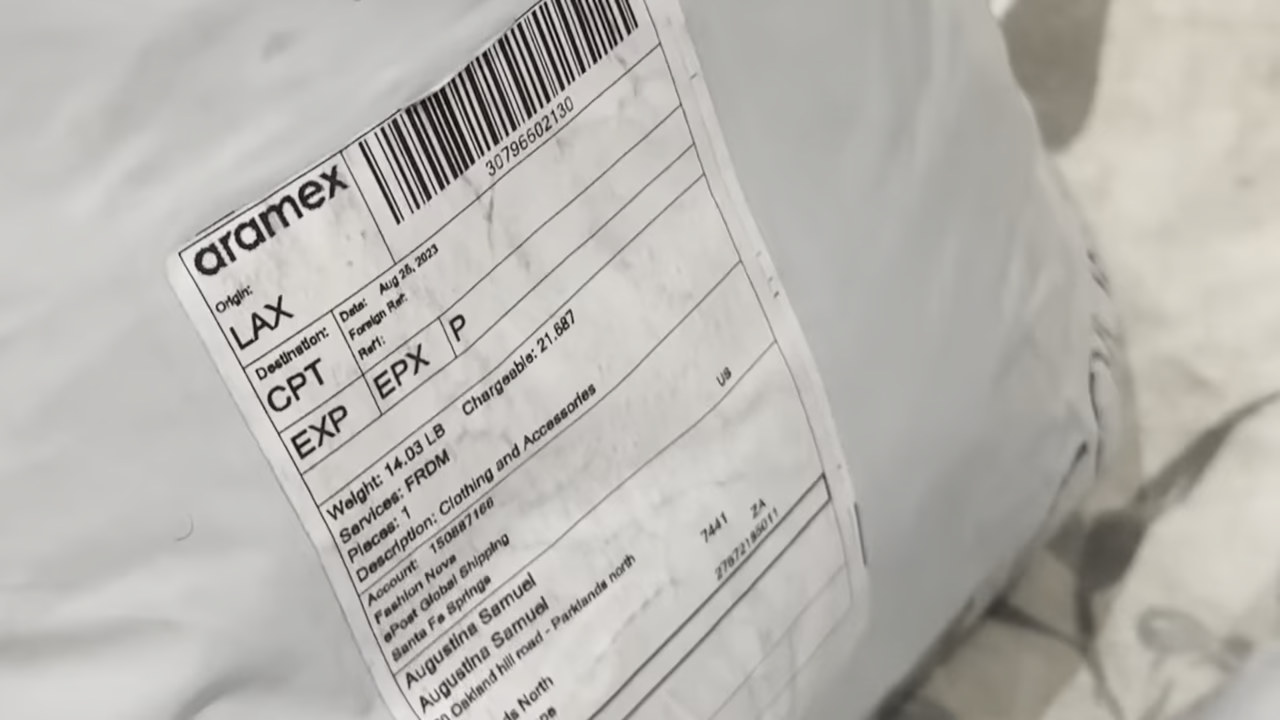 aramex
30796602130
Origin:
LAX
Destination:
CPT
Date: Aug 26, 2023
Foreign Ref:
Ref1:
EXP
EPX
P
Weight: 14.03 LB Chargeable: 21.687
Services: FRDM
Pieces: 1
Description: Clothing and Accessories
Account: 150887166
Fashion Nova
ePost Global Shipping
Santa Fe Springs US
Augustina Samuel
Augustina Samuel
Oakland hill road - Parklands north
North 7441 ZA